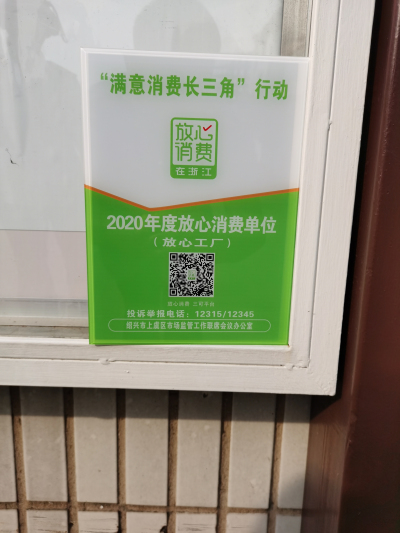 “满意消费长三角”行动
放心
消费
在浙江
2020年度放心消费单位
（放心工厂）
投诉举报电话：12315/12345
绍兴市上虞区市场监管工作联席会议办公室